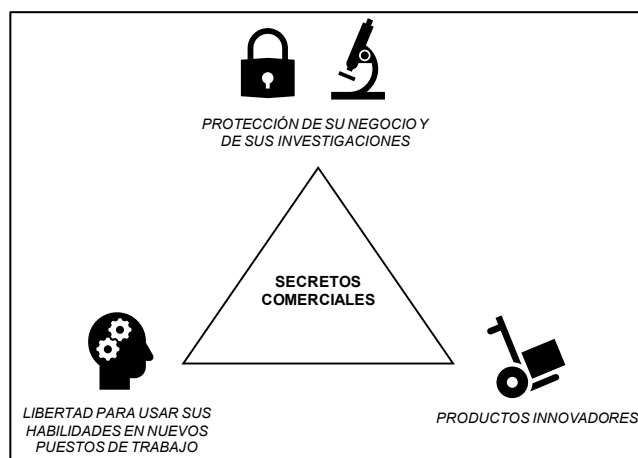 PROTECCIÓN DE SU NEGOCIO Y
DE SUS INVESTIGACIONES
SECRETOS
COMERCIALES
LIBERTAD PARA USAR SUS
HABILIDADES EN NUEVOS
PUESTOS DE TRABAJO
PRODUCTOS INNOVADORES